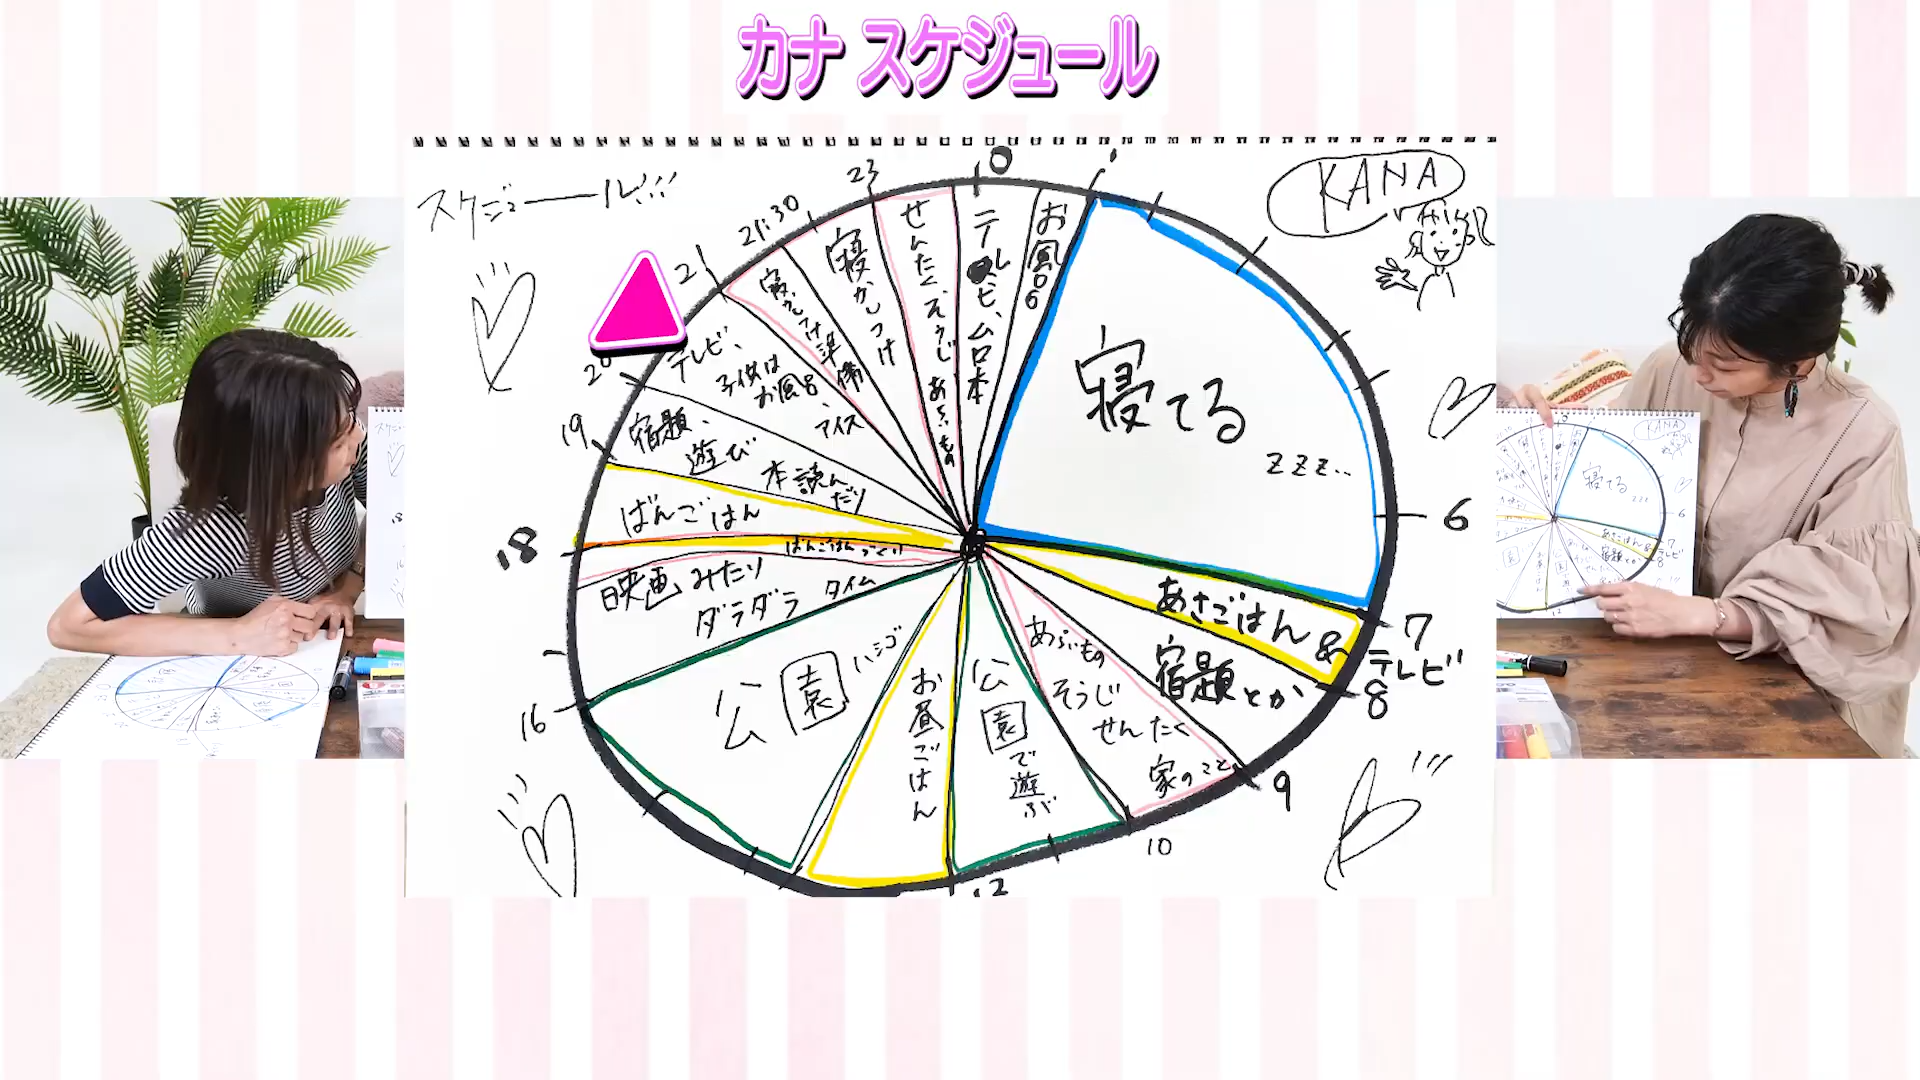 カナ スケジュール
スケジュール!!!
KANA
0
1
6
7
8
9
10
12
16
18
19
20
21
21:30
23
寝てる
zzz...
あさごはん &
テレビ
宿題とか
あらいもの
そうじ
せんたく
家のこと
公園で遊ぶ
お昼ごはん
公園
ハシゴ
映画みたり
ダラダラ タイム
ばんごはんづくり
ばんごはん
宿題、
遊び
本読ん
だり
テレビ、
子供は
お風呂
、アイス
寝かしつけ準備
寝かしつけ
せんたく、そうじ あらいもの
テレビ、ムロ本
お風呂